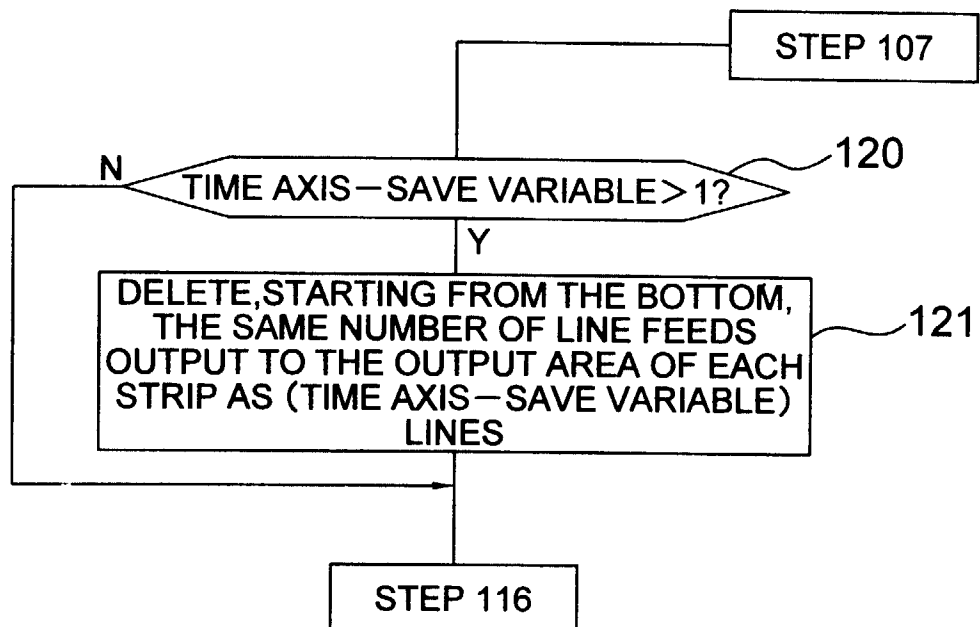 STEP 107
N
TIME AXIS—SAVE VARIABLE>1?
120
Y
DELETE,STARTING FROM THE BOTTOM,
THE SAME NUMBER OF LINE FEEDS
OUTPUT TO THE OUTPUT AREA OF EACH
STRIP AS (TIME AXIS—SAVE VARIABLE)
LINES
121
STEP 116